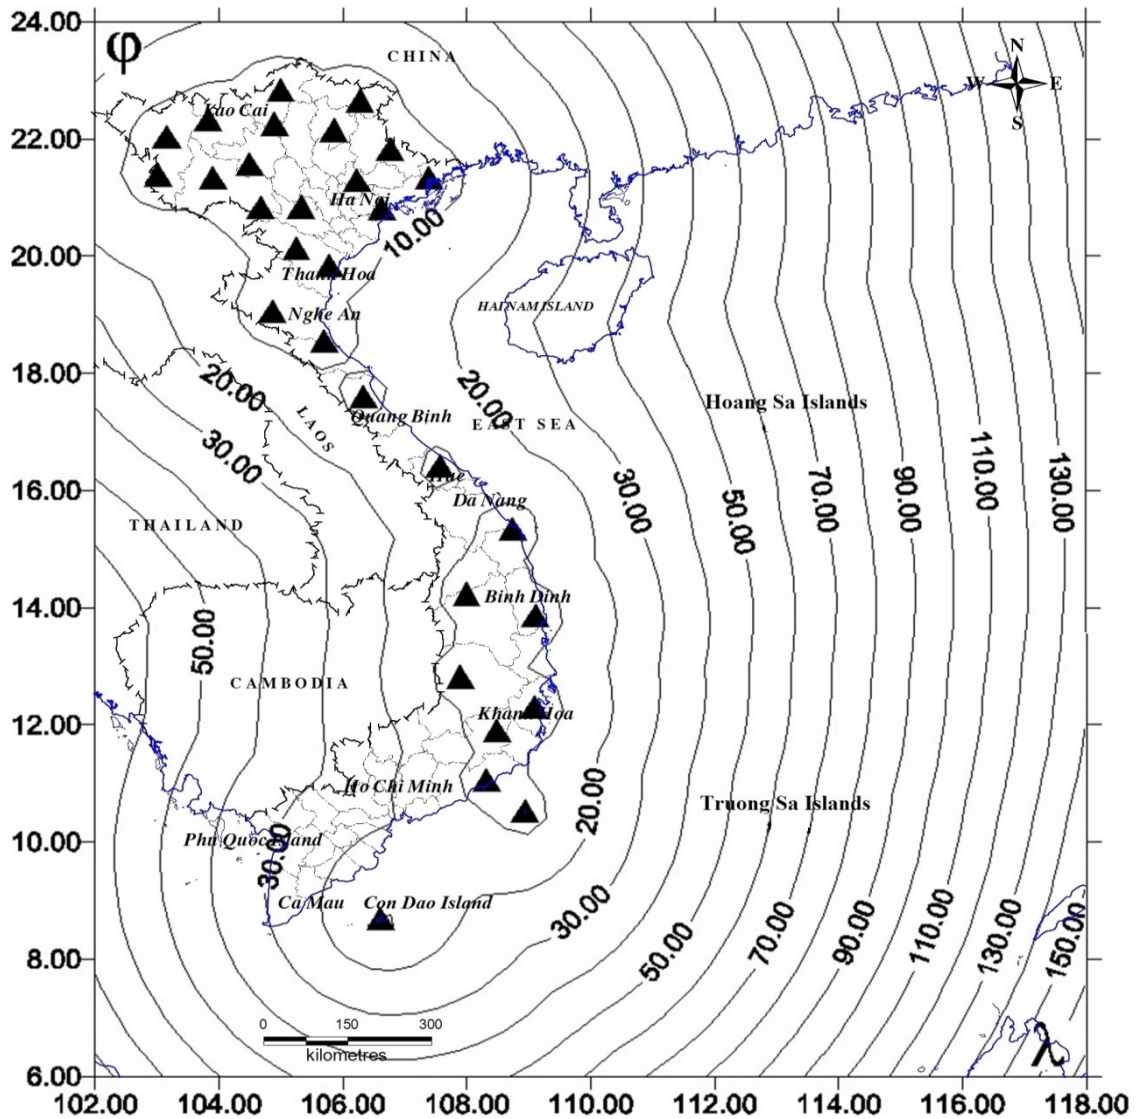 24.00
φ
CHINA
N
W E
S
Lao Cai
22.00
Ha Noi
10.00
20.00
Thanh Hoa
HAINAM ISLAND
Nghe An
18.00
20.00
20.00
Hoang Sa Islands
Quang Binh
EAST SEA
LAOS
30.00
110.00
30.00
50.00
70.00
90.00
130.00
Hue
16.00
Da Nang
THAILAND
14.00
Binh Dinh
50.00
CAMBODIA
12.00
Khanh Hoa
Ho Chi Minh
20.00
Truong Sa Islands
10.00
Phu Quoc Island
30.00
Ca Mau
Con Dao Island
30.00
50.00
70.00
90.00
110.00
130.00
150.00
8.00
0 150 300
kilometres
λ
6.00
102.00 104.00 106.00 108.00 110.00 112.00 114.00 116.00 118.00